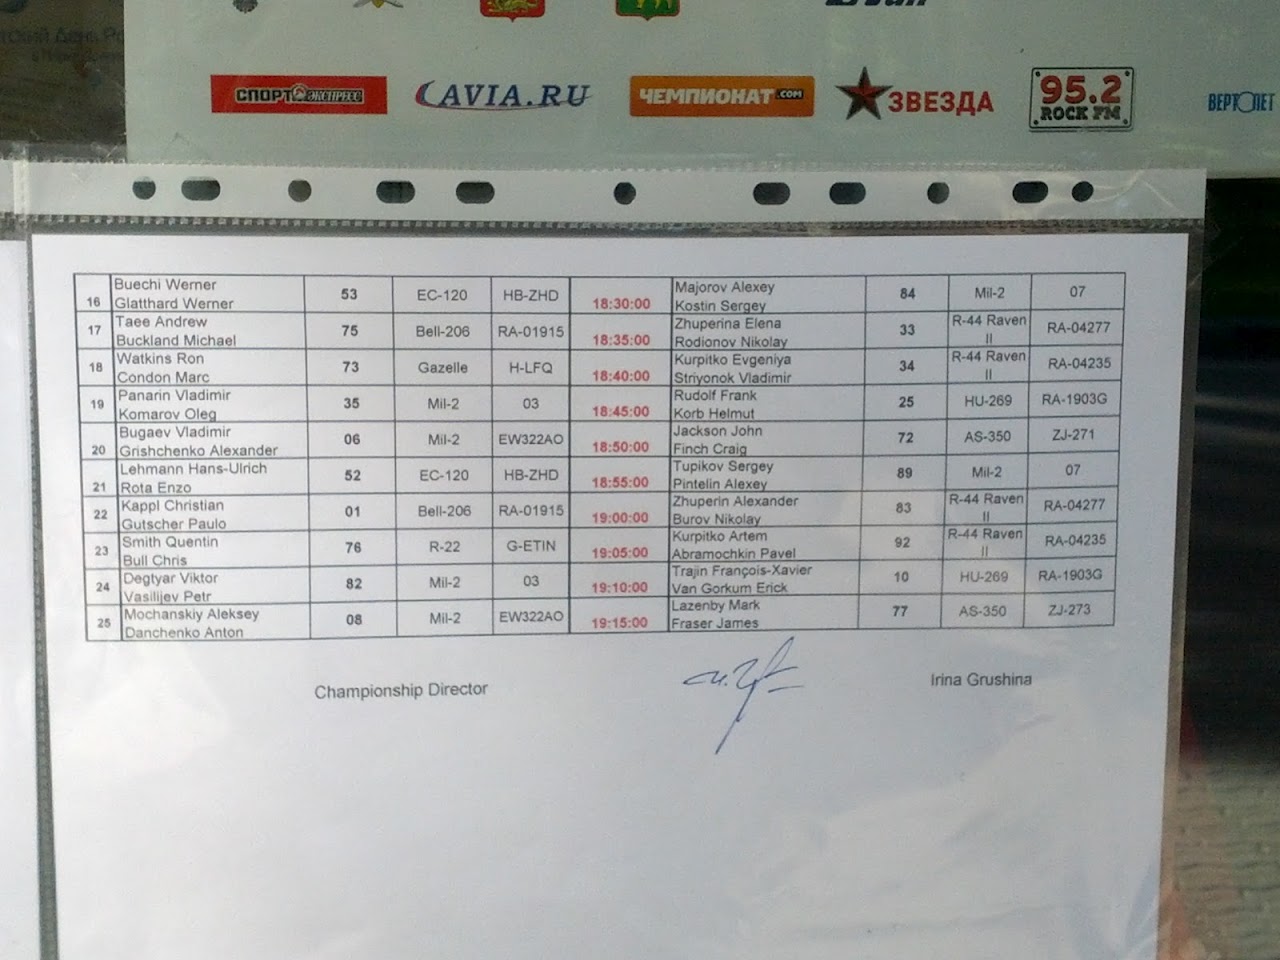 СПОРТ ЭКСПРЕСС AVIA.RU ЧЕМПИОНАТ.COM ЗВЕЗДА 95.2 ROCK FM ВЕРТОЛЕТ
16 Buechi Werner Glatthard Werner 53 EC-120 HB-ZHD 18:30:00 Majorov Alexey Kostin Sergey 84 Mil-2 07
17 Taee Andrew Buckland Michael 75 Bell-206 RA-01915 18:35:00 Zhuperina Elena Rodionov Nikolay 33 R-44 Raven II RA-04277
18 Watkins Ron Condon Marc 73 Gazelle H-LFQ 18:40:00 Kurpitko Evgeniya Striyonok Vladimir 34 R-44 Raven II RA-04235
19 Panarin Vladimir Komarov Oleg 35 Mil-2 03 18:45:00 Rudolf Frank Korb Helmut 25 HU-269 RA-1903G
20 Bugaev Vladimir Grishchenko Alexander 06 Mil-2 EW322AO 18:50:00 Jackson John Finch Craig 72 AS-350 ZJ-271
21 Lehmann Hans-Ulrich Rota Enzo 52 EC-120 HB-ZHD 18:55:00 Tupikov Sergey Pintelin Alexey 89 Mil-2 07
22 Kappl Christian Gutscher Paulo 01 Bell-206 RA-01915 19:00:00 Zhuperin Alexander Burov Nikolay 83 R-44 Raven II RA-04277
23 Smith Quentin Bull Chris 76 R-22 G-ETIN 19:05:00 Kurpitko Artem Abramochkin Pavel 92 R-44 Raven II RA-04235
24 Degtyar Viktor Vasilijev Petr 82 Mil-2 03 19:10:00 Trajin François-Xavier Van Gorkum Erick 10 HU-269 RA-1903G
25 Mochanskiy Aleksey Danchenko Anton 08 Mil-2 EW322AO 19:15:00 Lazenby Mark Fraser James 77 AS-350 ZJ-273
Championship Director Irina Grushina